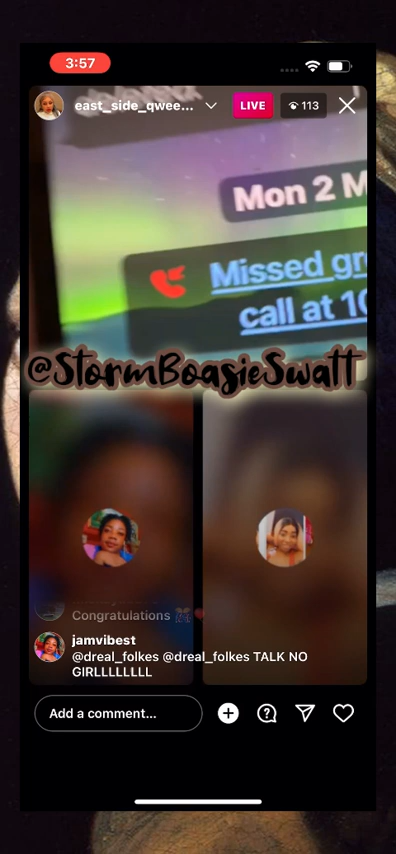 3:57
east_side_qwee...
LIVE
113
Mon 2 M
Missed gr
call at 10
@StormBoasieSwatt
Congratulations
jamvibest
@dreal_folkes @dreal_folkes TALK NO
GIRLLLLLLLL
Add a comment...